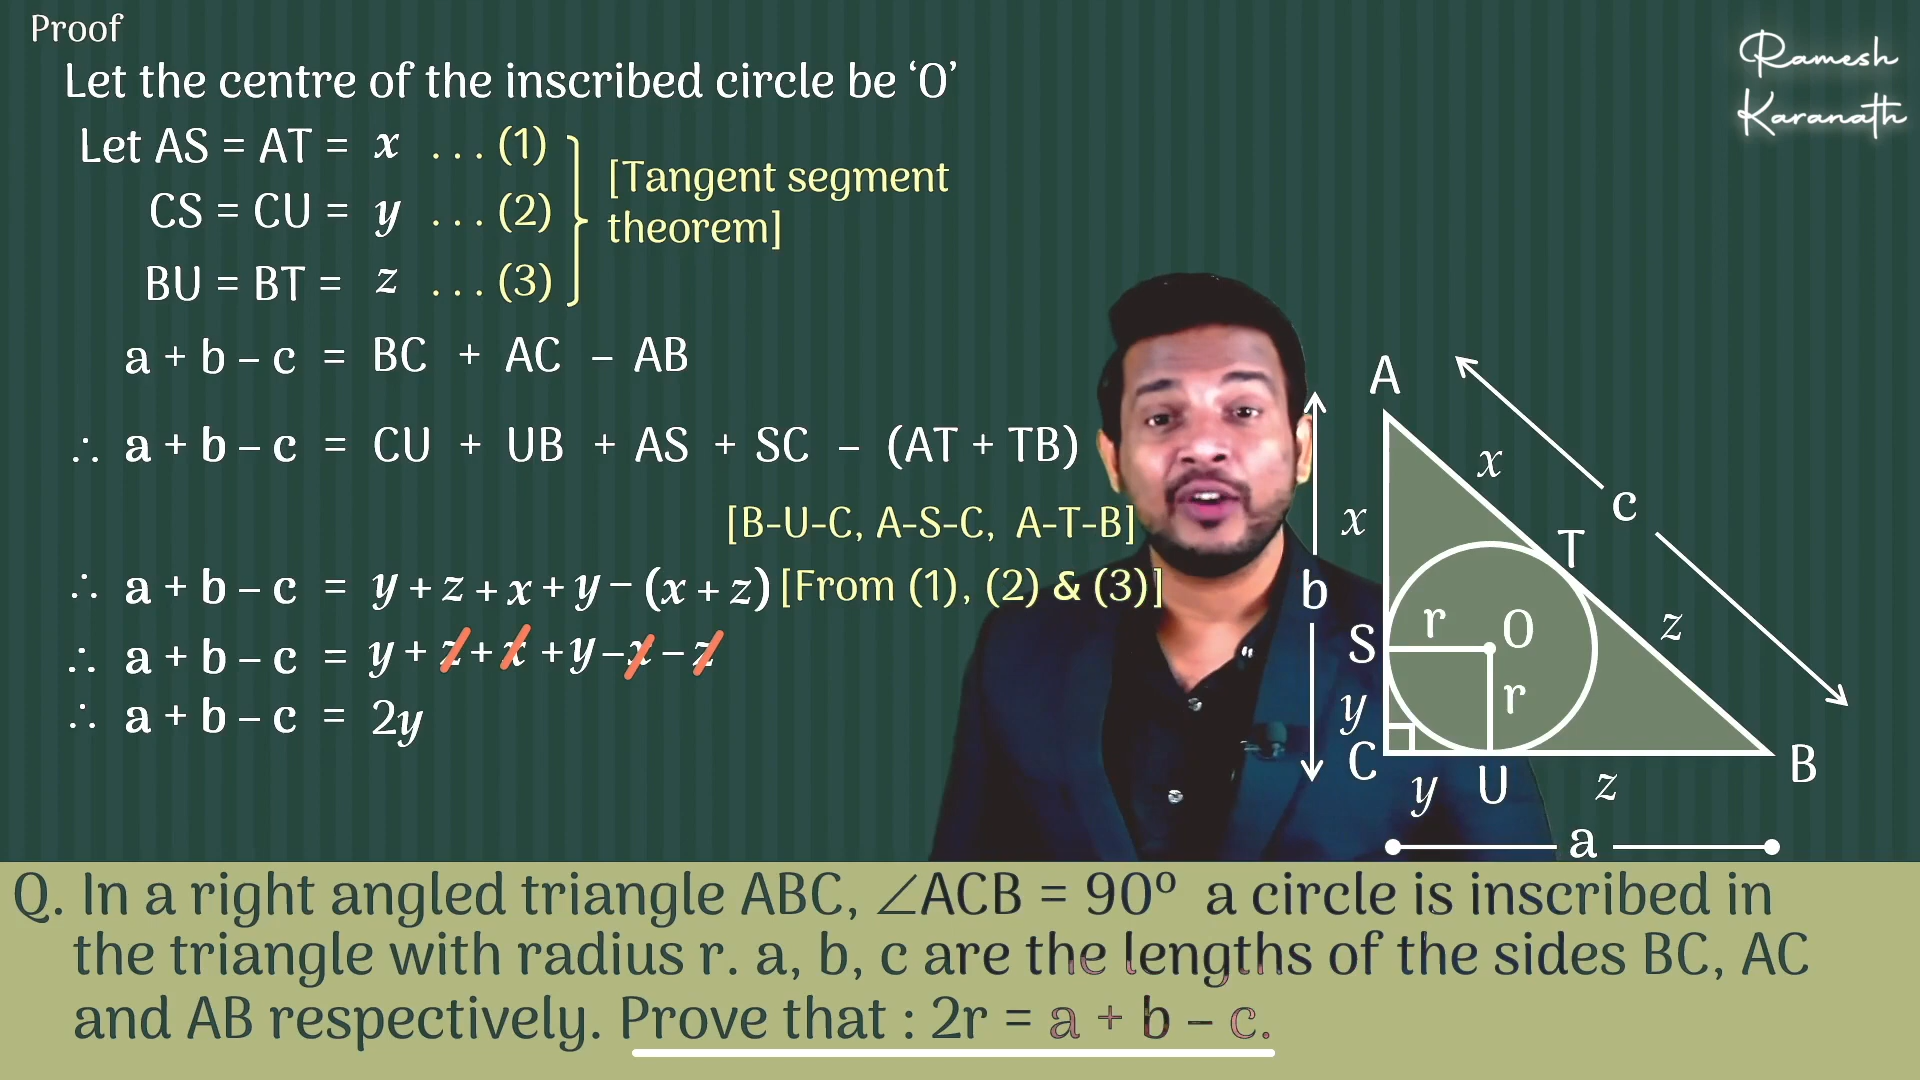 Proof
Let the centre of the inscribed circle be ‘O’
Let AS = AT = x . . . (1)
CS = CU = y . . . (2)
BU = BT = z . . . (3)
[Tangent segment
theorem]
a + b – c = BC + AC – AB
∴ a + b – c = CU + UB + AS + SC – (AT + TB)
[B-U-C, A-S-C, A-T-B]
∴ a + b – c = y + z + x + y – (x + z) [From (1), (2) & (3)]
∴ a + b – c = y + z + x + y – x – z
∴ a + b – c = 2y
Ramesh
Karanath
A
x
c
x
T
b
r
O
z
S
r
y
C
B
y
U
z
a
Q. In a right angled triangle ABC, ∠ACB = 90º a circle is inscribed in
the triangle with radius r. a, b, c are the lengths of the sides BC, AC
and AB respectively. Prove that : 2r = a + b – c.